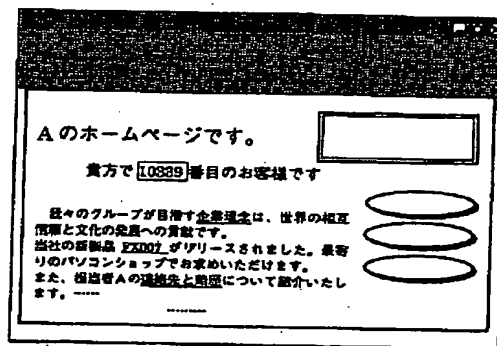 Aのホームページです。
貴方で10889番目のお客様です
我々のグループが目指す企業理念は、世界の相互
信頼と文化の発展への貢献です。
当社の新製品 FX007 がリリースされました。最寄
りのパソコンショップでお求めいただけます。
また、担当者Aの連絡先と略歴について紹介いたし
ます。-----
---------